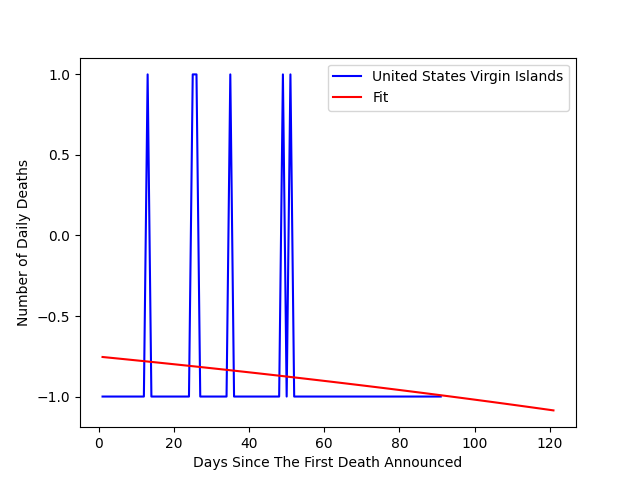 United States Virgin Islands
Fit
1.0
0.5
0.0
−0.5
−1.0
Number of Daily Deaths
0 20 40 60 80 100 120
Days Since The First Death Announced